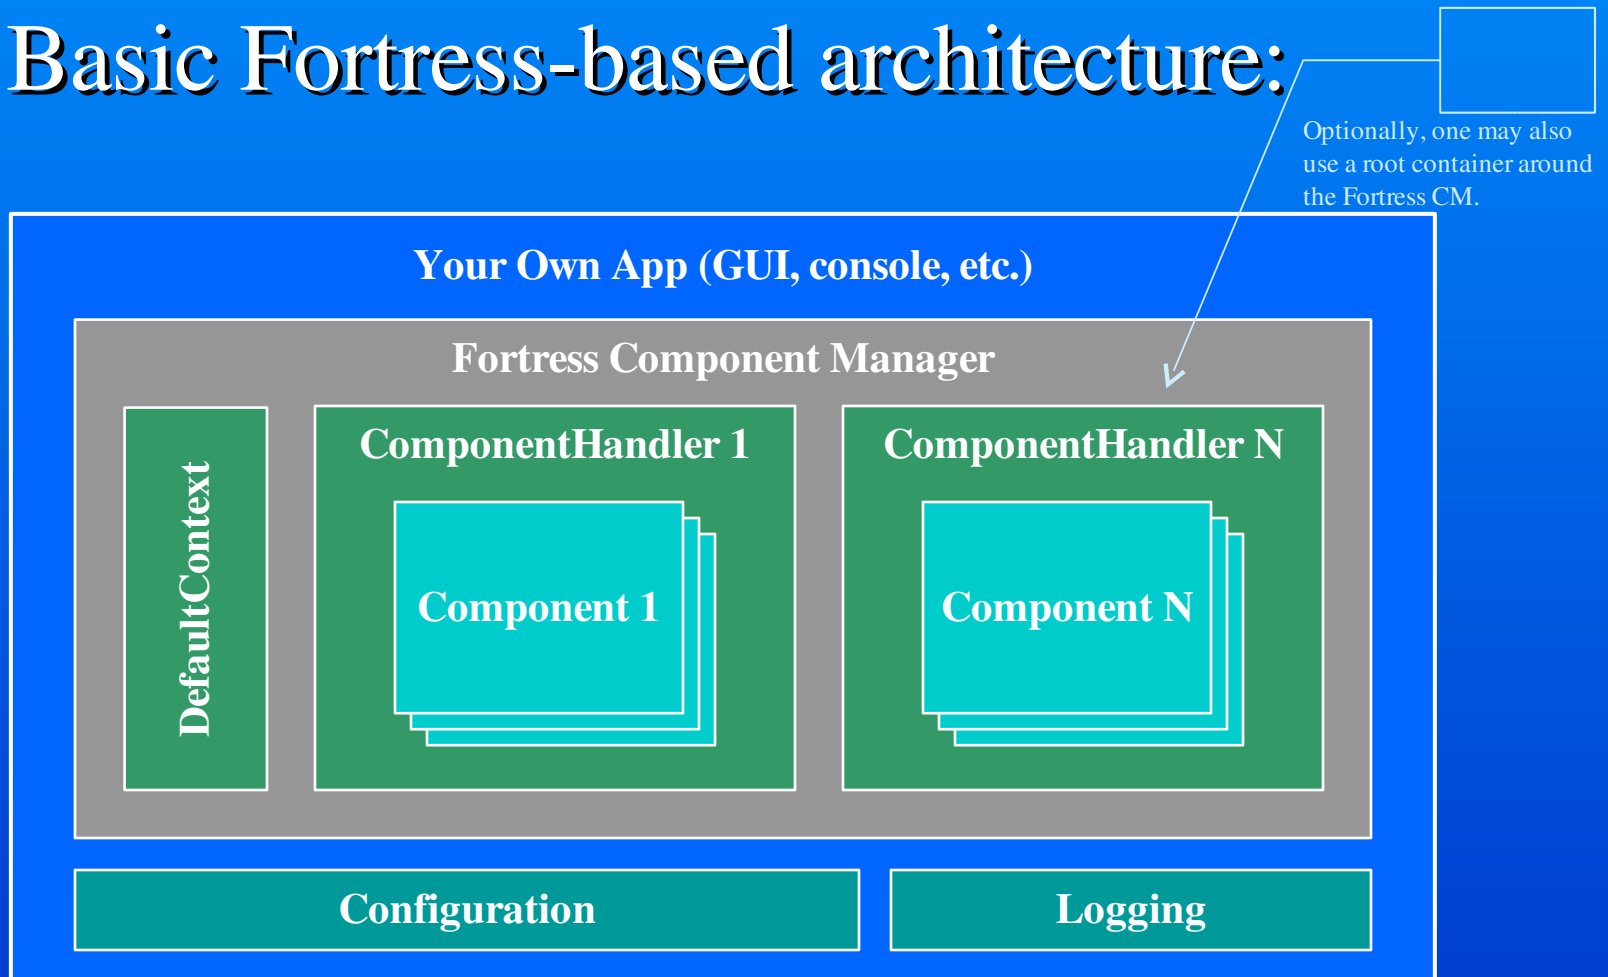 Basic Fortress-based architecture:
Optionally, one may also
use a root container around
the Fortress CM.
Your Own App (GUI, console, etc.)
Fortress Component Manager
DefaultContext
ComponentHandler 1
Component 1
ComponentHandler N
Component N
Configuration
Logging